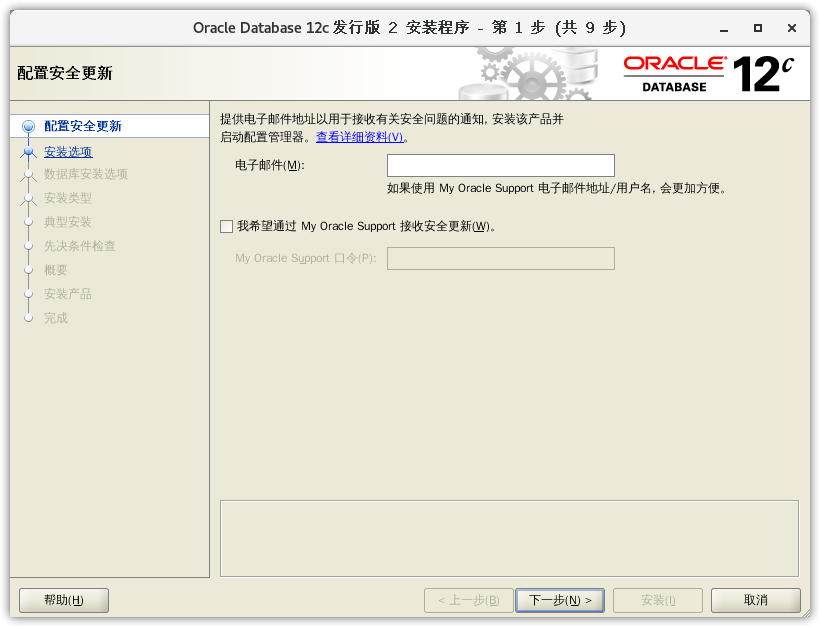 Oracle Database 12c 发行版 2 安装程序 - 第 1 步 (共 9 步)
配置安全更新
ORACLE®
DATABASE
12c
配置安全更新
安装选项
数据库安装选项
安装类型
典型安装
先决条件检查
概要
安装产品
完成
提供电子邮件地址以用于接收有关安全问题的通知, 安装该产品并
启动配置管理器。查看详细资料(V)。
电子邮件(M):
如果使用 My Oracle Support 电子邮件地址/用户名, 会更加方便。
我希望通过 My Oracle Support 接收安全更新(W)。
My Oracle Support 口令(P):
帮助(H)
< 上一步(B)
下一步(N) >
安装(I)
取消